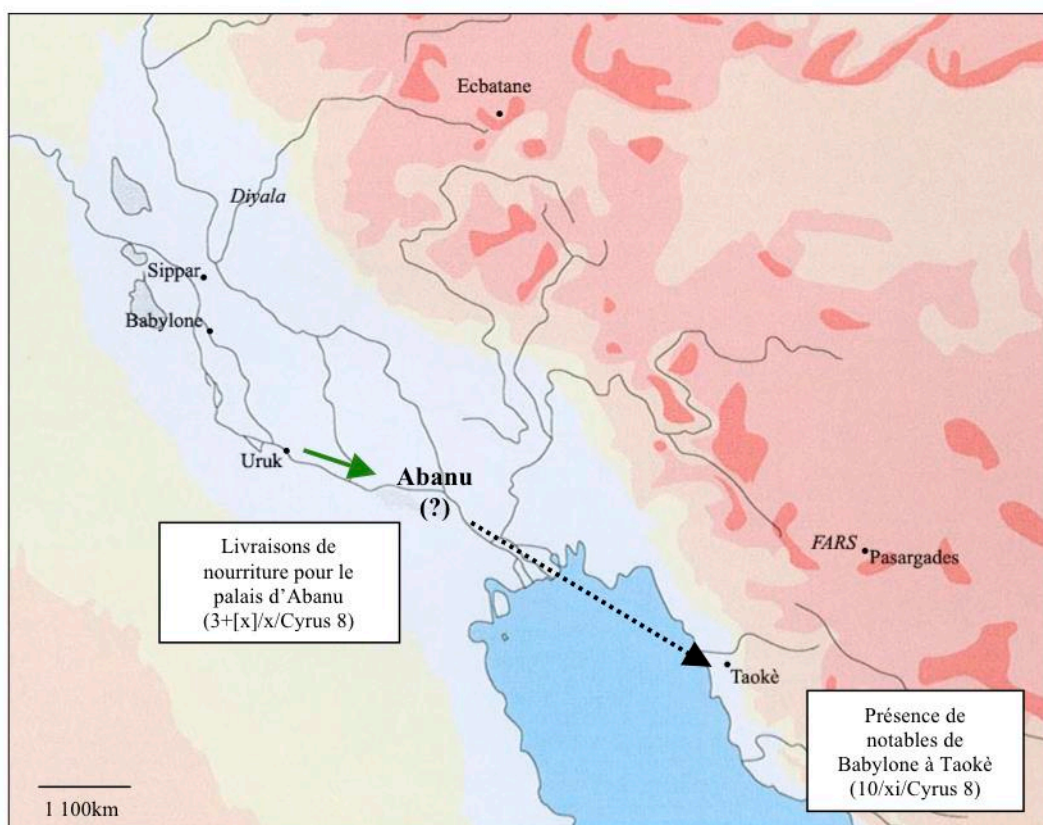 Ecbatane
Diyala
Sippar
Babylone
Uruk
Abanu
(?)
Livraisons de
nourriture pour le
palais d’Abanu
(3+[x]/x/Cyrus 8)
FARS
Pasargades
Taokè
Présence de
notables de
Babylone à Taokè
(10/xi/Cyrus 8)
1 100km